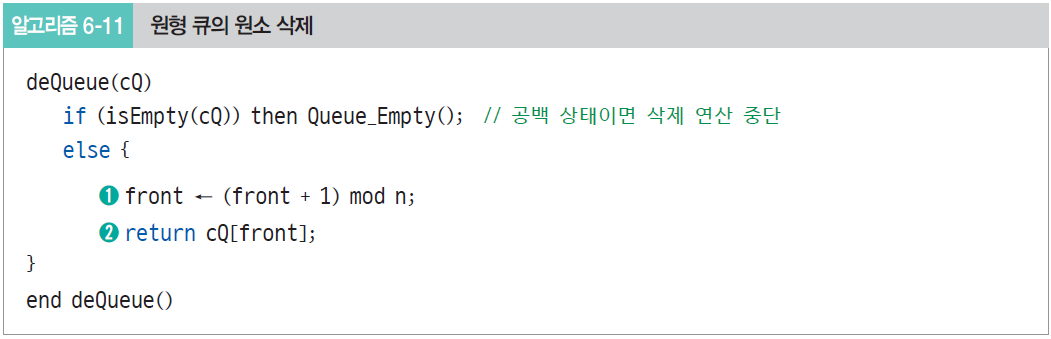 알고리즘 6-11 원형 큐의 원소 삭제
deQueue(cQ)
if (isEmpty(cQ)) then Queue_Empty(); // 공백 상태이면 삭제 연산 중단
else {
❶ front ← (front + 1) mod n;
❷ return cQ[front];
}
end deQueue()